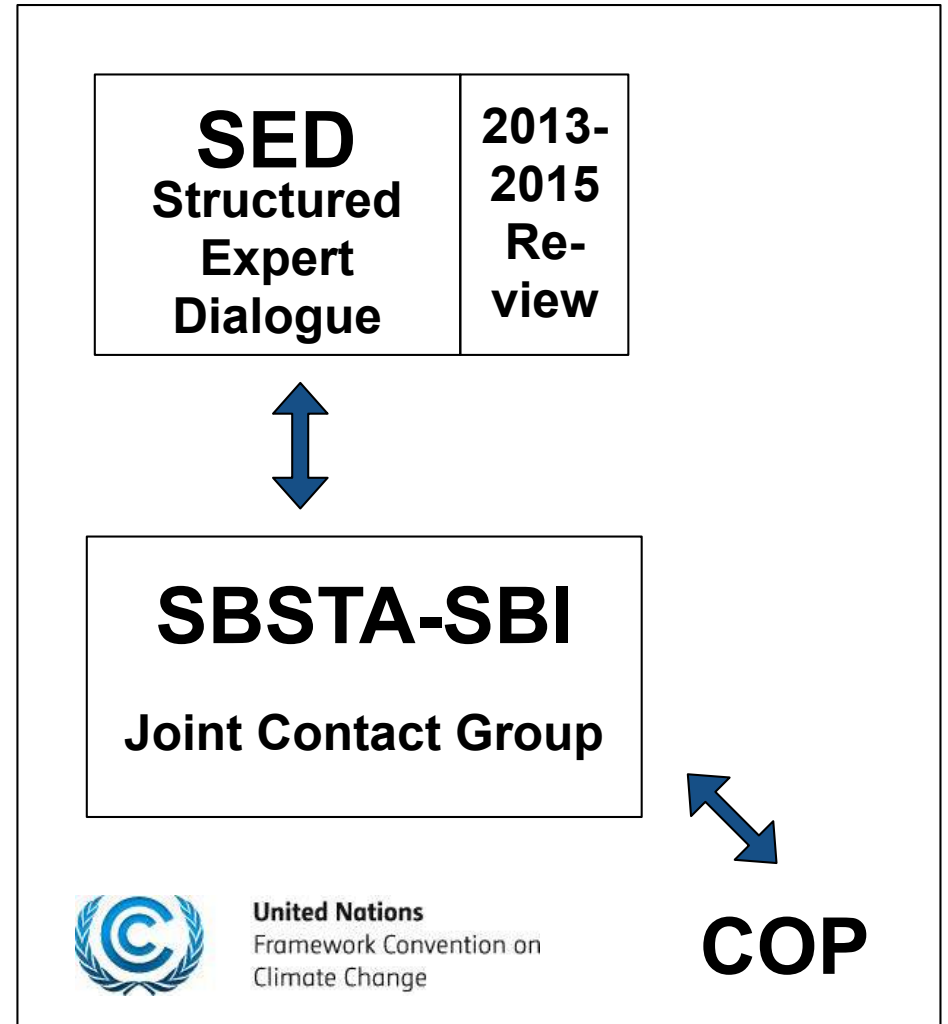 SED
Structured
Expert
Dialogue
2013-
2015
Re-
view
SBSTA-SBI
Joint Contact Group
United Nations
Framework Convention on
Climate Change
COP